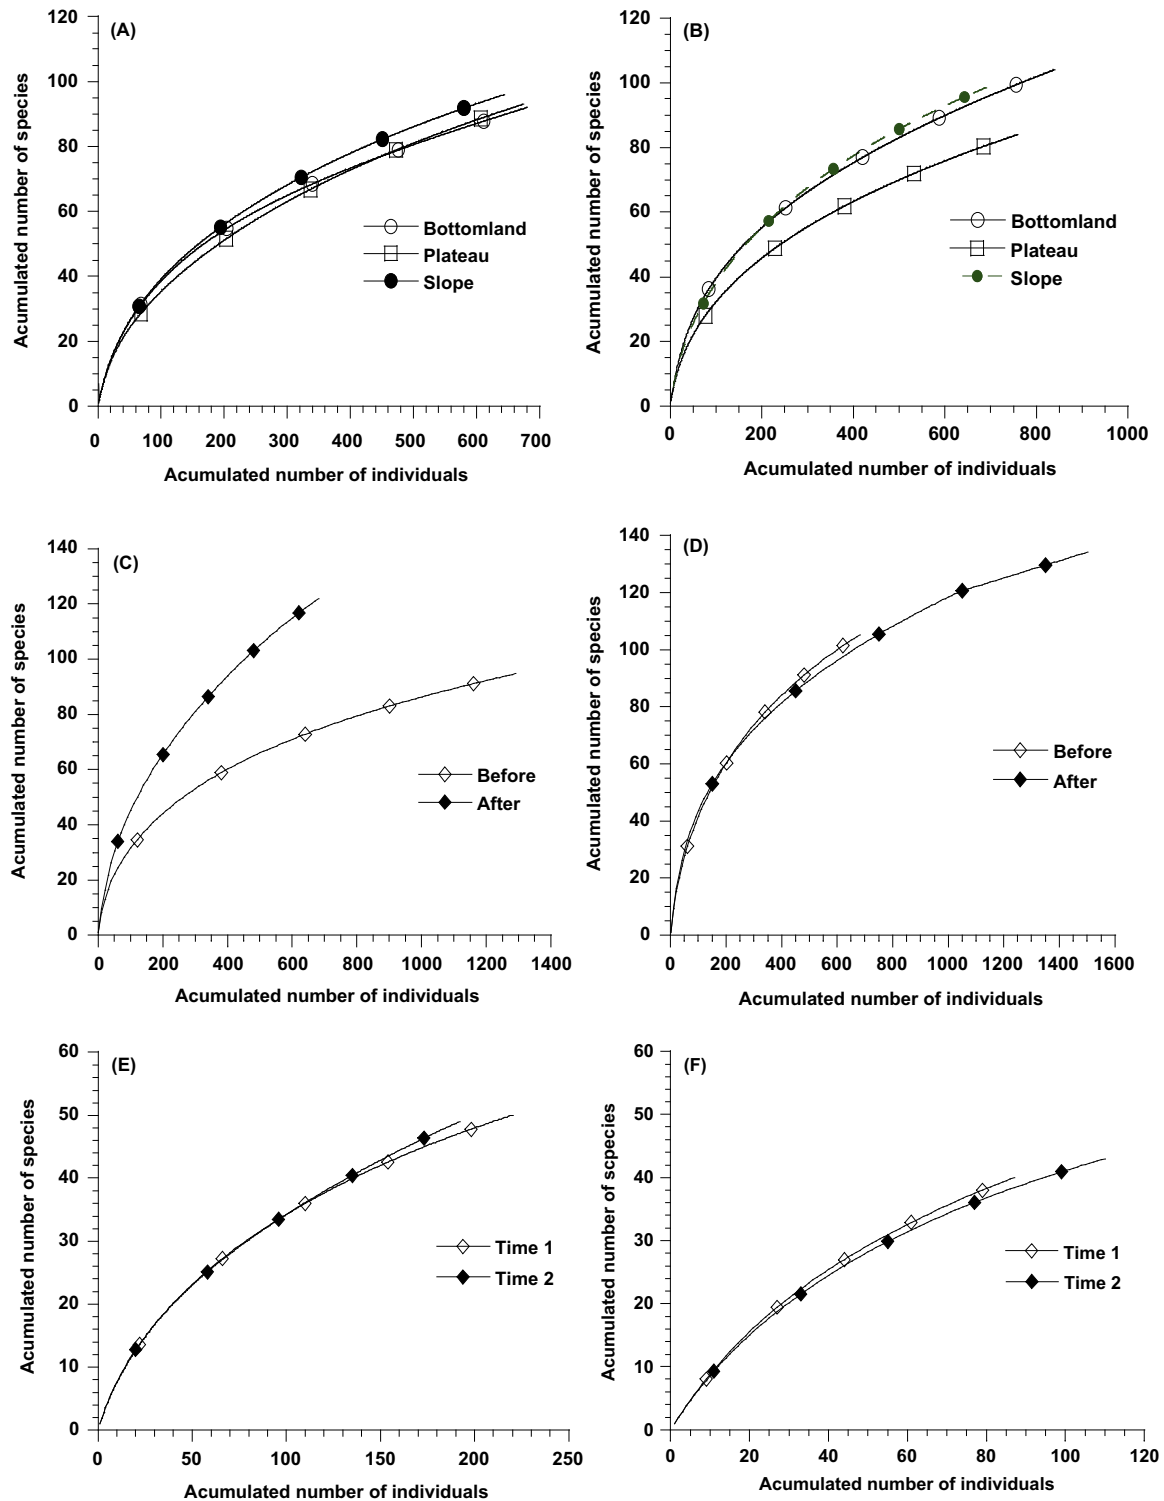 (A)
120
100
80
60
40
20
0
Acumulated number of species
Bottomland
Plateau
Slope
0 100 200 300 400 500 600 700
Acumulated number of individuals
(B)
120
100
80
60
40
20
0
Acumulated number of species
Bottomland
Plateau
Slope
0 200 400 600 800 1000
Acumulated number of individuals
(C)
140
120
100
80
60
40
20
0
Acumulated number of species
Before
After
0 200 400 600 800 1000 1200 1400
Acumulated number of individuals
(D)
140
120
100
80
60
40
20
0
Acumulated number of species
Before
After
0 200 400 600 800 1000 1200 1400 1600
Acumulated number of individuals
(E)
60
50
40
30
20
10
0
Acumulated number of species
Time 1
Time 2
0 50 100 150 200 250
Acumulated number of individuals
(F)
60
50
40
30
20
10
0
Acumulated number of scpecies
Time 1
Time 2
0 20 40 60 80 100 120
Acumulated number of individuals